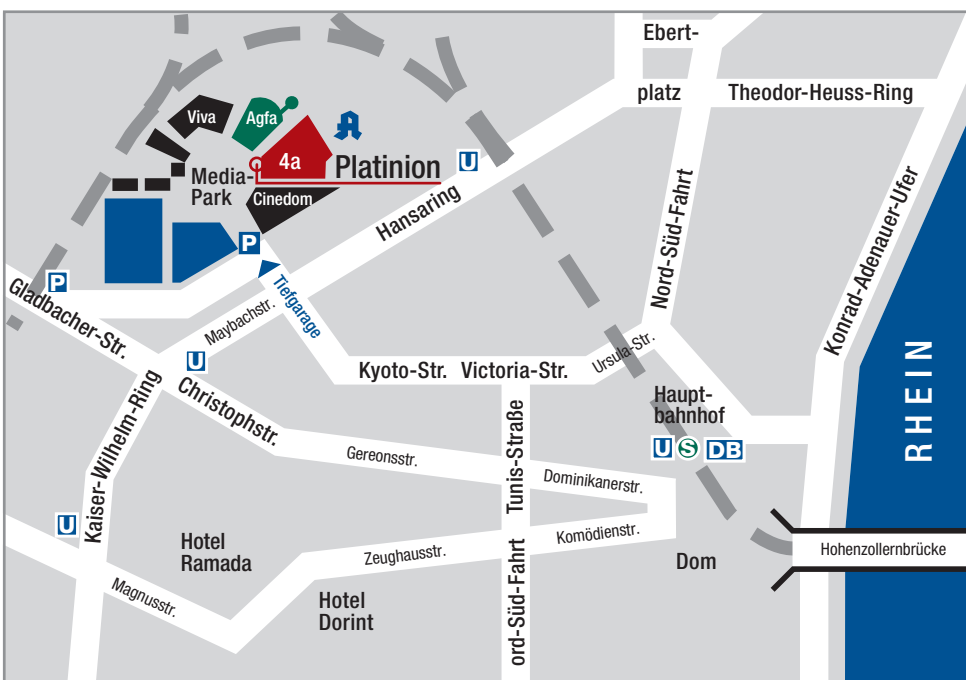 Ebert-
platz
Theodor-Heuss-Ring
Viva
Agfa
4a
Platinion
U
Media-
Park
Cinedom
Hansaring
Nord-Süd-Fahrt
Konrad-Adenauer-Ufer
P
P
Tiefgarage
Gladbacher-Str.
Maybachstr.
U
Kyoto-Str.
Victoria-Str.
Ursula-Str.
RHEIN
Kaiser-Wilhelm-Ring
Christophstr.
Haupt-
bahnhof
U S DB
Gereonsstr.
Tunis-Straße
Dominikanerstr.
U
Hotel
Ramada
Zeughausstr.
Komödienstr.
Dom
Hohenzollernbrücke
Magnusstr.
Hotel
Dorint
ord-Süd-Fahrt